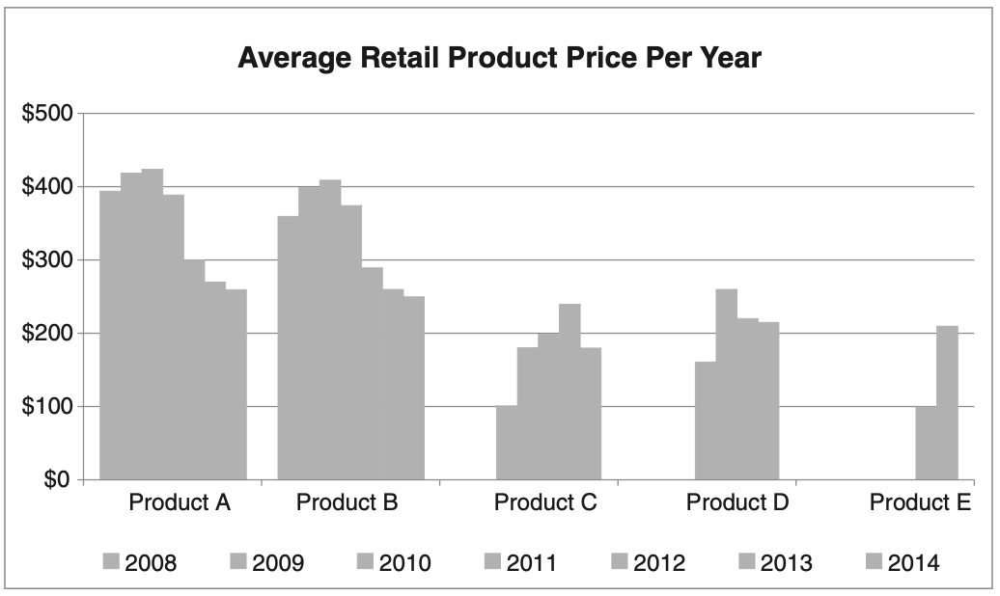 Average Retail Product Price Per Year
$500
$400
$300
$200
$100
$0
Product A Product B Product C Product D Product E
2008 2009 2010 2011 2012 2013 2014